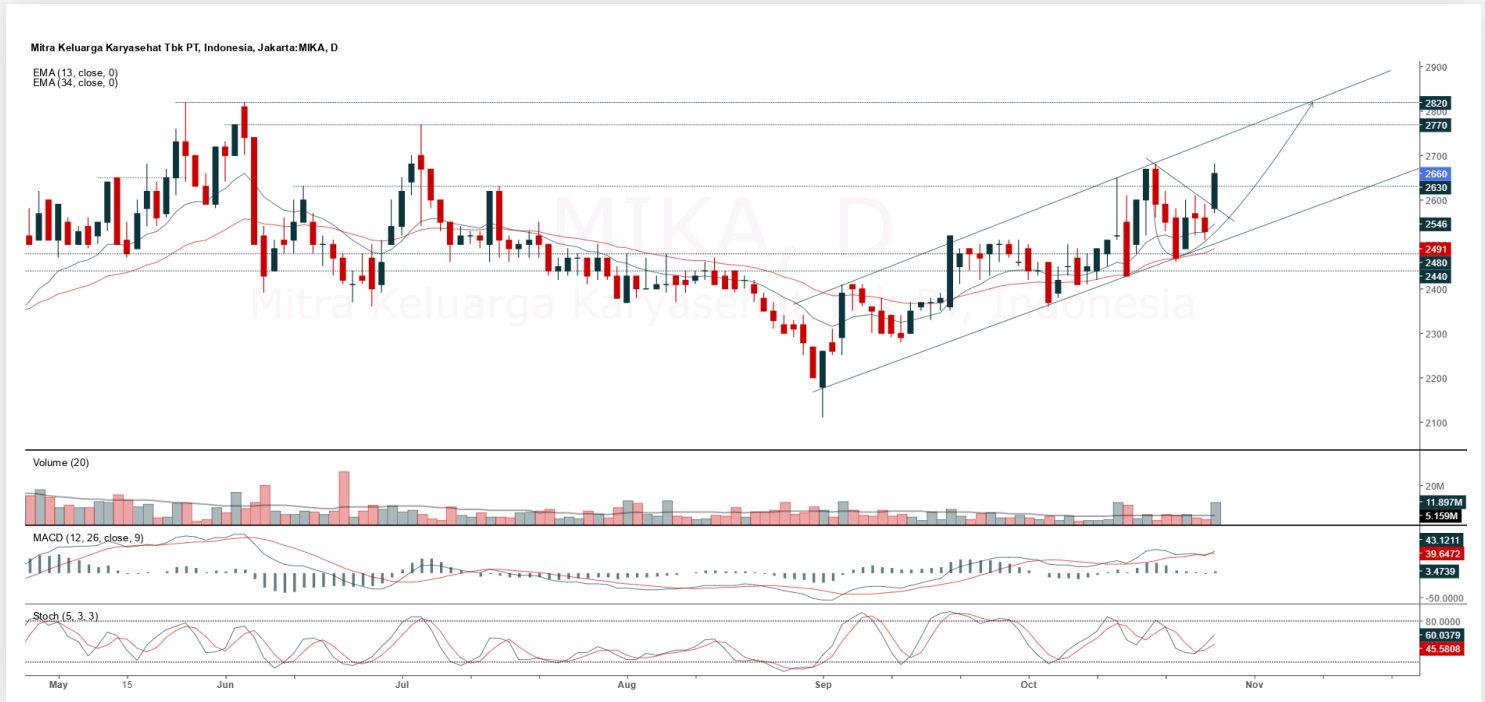 Mitra Keluarga Karyasehat Tbk PT, Indonesia, Jakarta:MIKA, D
EMA (13, close, 0)
EMA (34, close, 0)
MIKA, D
Mitra Keluarga Karyasehat Tbk PT, Indonesia
2900
2820
2800
2770
2700
2660
2630
2600
2546
2491
2480
2440
2400
2300
2200
2100
Volume (20)
20M
11.897M
5.159M
MACD (12, 26, close, 9)
43.1211
39.6472
3.4739
-50.0000
Stoch (5, 3, 3)
80.0000
60.0379
45.5808
May 15 Jun Jul Aug Sep Oct Nov